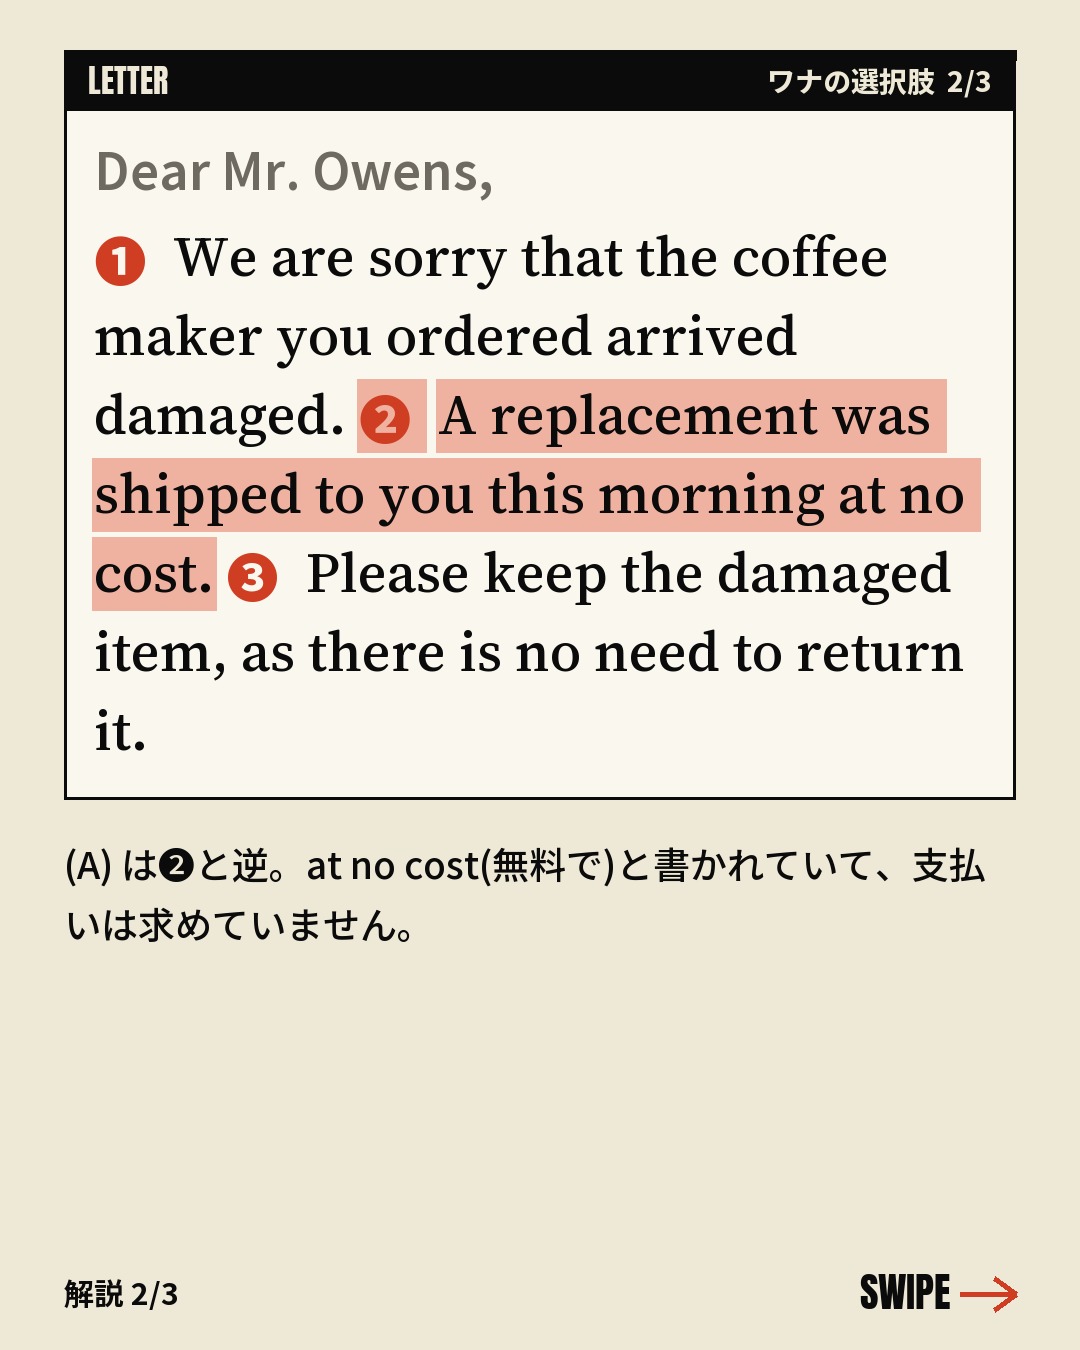 LETTER
ワナの選択肢 2/3
Dear Mr. Owens,
❶ We are sorry that the coffee
maker you ordered arrived
damaged. ❷ A replacement was
shipped to you this morning at no
cost. ❸ Please keep the damaged
item, as there is no need to return
it.
(A) は❷と逆。at no cost(無料で)と書かれていて、支払
いは求めていません。
解説 2/3
SWIPE